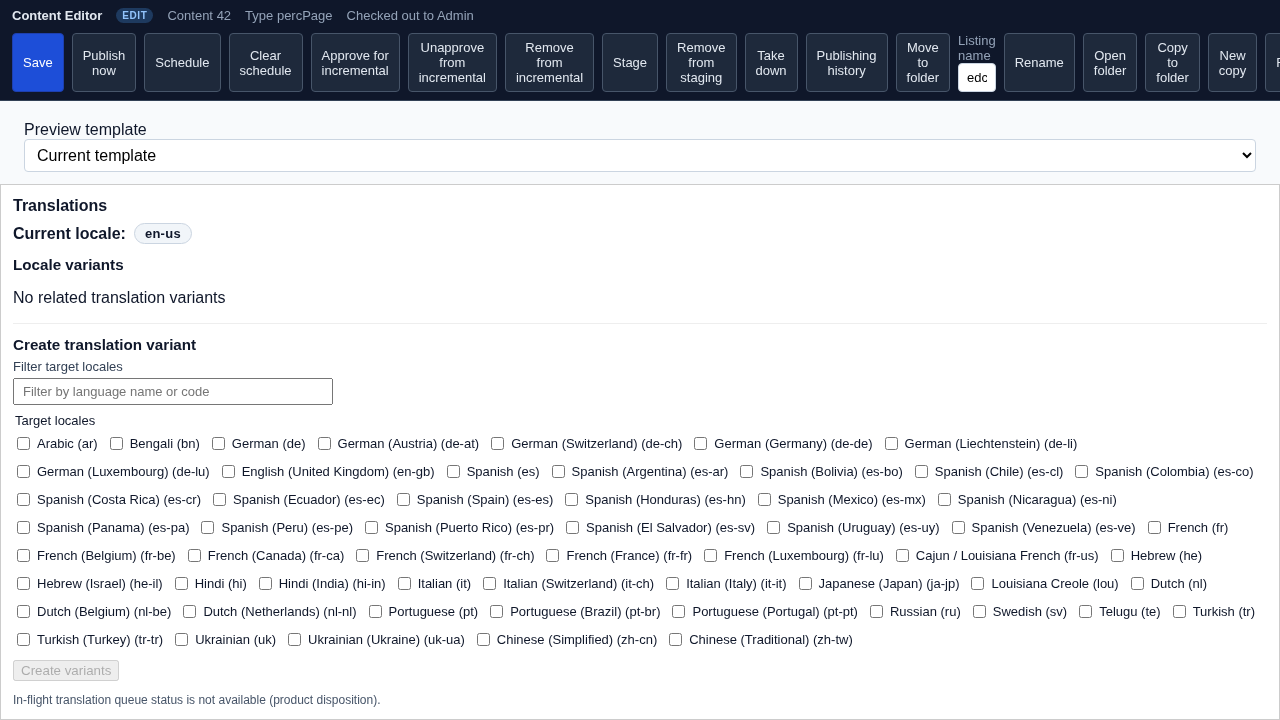 Content Editor EDIT Content 42 Type percPage Checked out to Admin
Save
Publish now
Schedule
Clean schedule
Approve for incremental
Unapprove from incremental
Remove from incremental
Stage
Remove from staging
Take down
Publishing history
Move to folder
Listing name
edc
Rename
Open folder
Copy to folder
New copy
Preview template
Current template
Translations
Current locale: en-us
Locale variants
No related translation variants
Create translation variant
Filter target locales
Filter by language name or code
Target locales
Arabic (ar) Bengali (bn) German (de) German (Austria) (de-at) German (Switzerland) (de-ch) German (Germany) (de-de) German (Liechtenstein) (de-li)
German (Luxembourg) (de-lu) English (United Kingdom) (en-gb) Spanish (es) Spanish (Argentina) (es-ar) Spanish (Bolivia) (es-bo) Spanish (Chile) (es-cl) Spanish (Colombia) (es-co)
Spanish (Costa Rica) (es-cr) Spanish (Ecuador) (es-ec) Spanish (Spain) (es-es) Spanish (Honduras) (es-hn) Spanish (Mexico) (es-mx) Spanish (Nicaragua) (es-ni)
Spanish (Panama) (es-pa) Spanish (Peru) (es-pe) Spanish (Puerto Rico) (es-pr) Spanish (El Salvador) (es-sv) Spanish (Uruguay) (es-uy) Spanish (Venezuela) (es-ve) French (fr)
French (Belgium) (fr-be) French (Canada) (fr-ca) French (Switzerland) (fr-ch) French (France) (fr-fr) French (Luxembourg) (fr-lu) Cajun / Louisiana French (fr-us) Hebrew (he)
Hebrew (Israel) (he-il) Hindi (hi) Hindi (India) (hi-in) Italian (it) Italian (Switzerland) (it-ch) Italian (Italy) (it-it) Japanese (Japan) (ja-jp) Louisiana Creole (lou) Dutch (nl)
Dutch (Belgium) (nl-be) Dutch (Netherlands) (nl-nl) Portuguese (pt) Portuguese (Brazil) (pt-br) Portuguese (Portugal) (pt-pt) Russian (ru) Swedish (sv) Telugu (te) Turkish (tr)
Turkish (Turkey) (tr-tr) Ukrainian (uk) Ukrainian (Ukraine) (uk-ua) Chinese (Simplified) (zh-cn) Chinese (Traditional) (zh-tw)
Create variants
In-flight translation queue status is not available (product disposition).